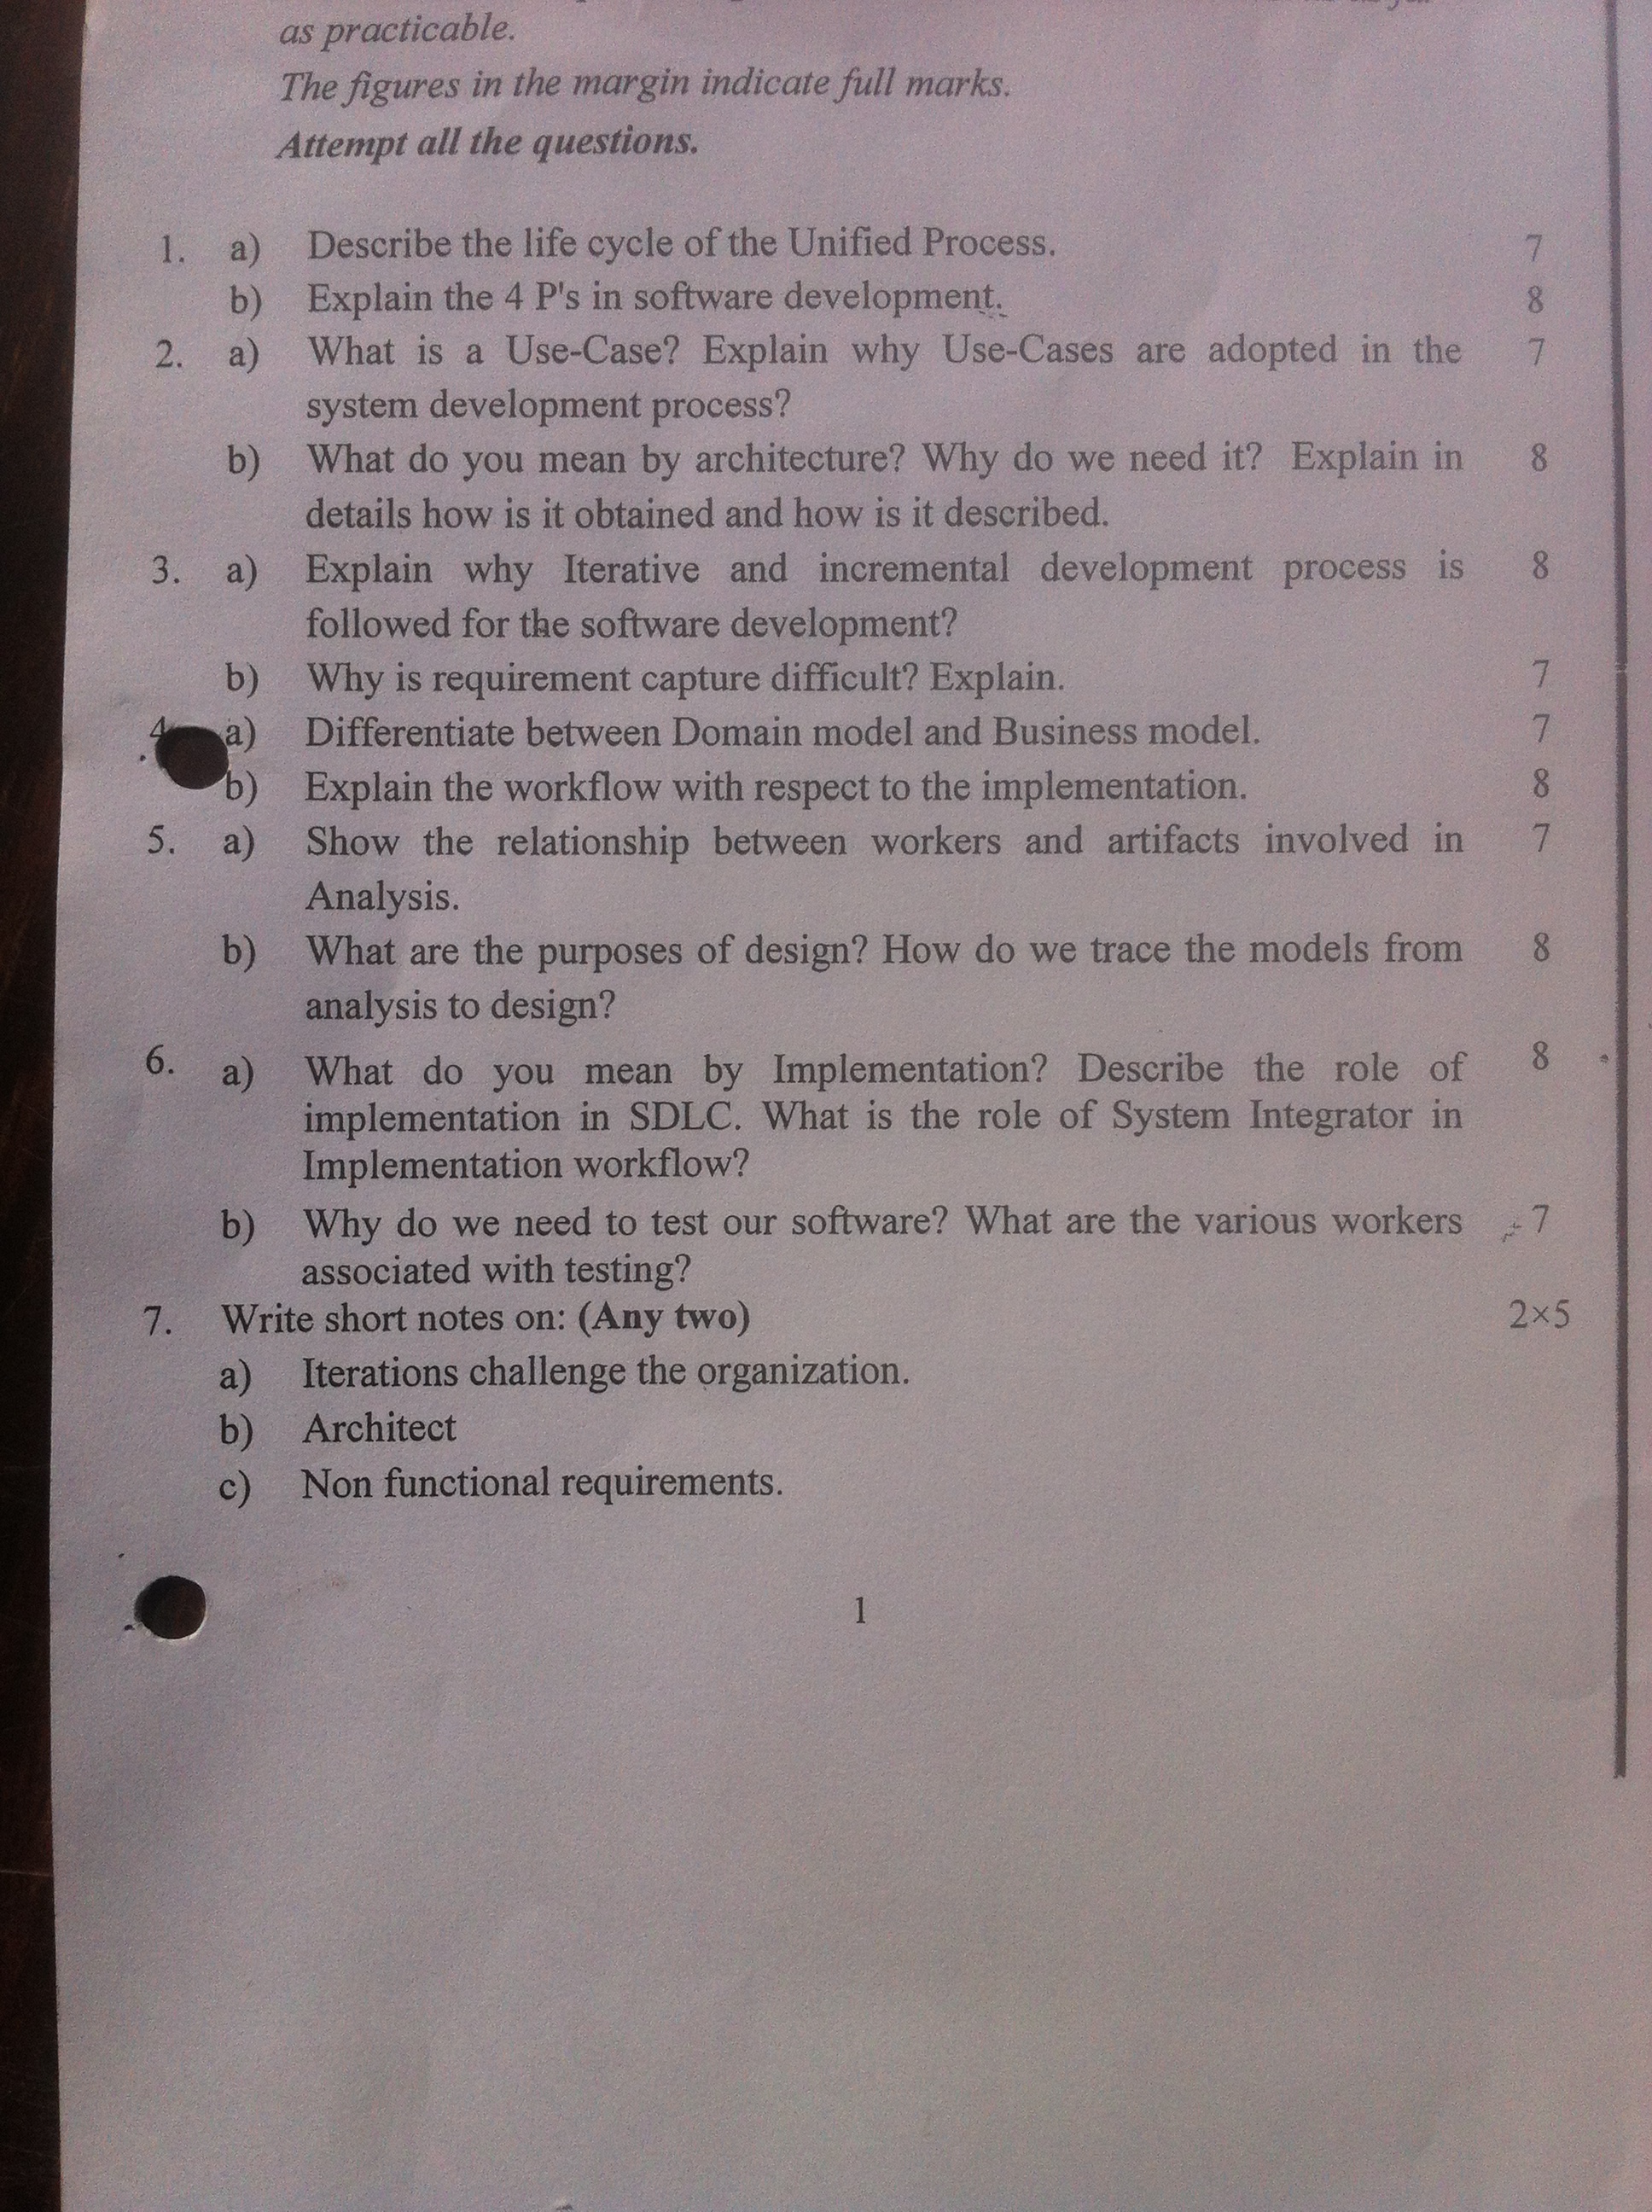 as practicable.
The figures in the margin indicate full marks.
Attempt all the questions.
1. a) Describe the life cycle of the Unified Process. 7
b) Explain the 4 P's in software development. 8
2. a) What is a Use-Case? Explain why Use-Cases are adopted in the 7
system development process?
b) What do you mean by architecture? Why do we need it? Explain in 8
details how is it obtained and how is it described.
3. a) Explain why Iterative and incremental development process is 8
followed for the software development?
b) Why is requirement capture difficult? Explain. 7
4. a) Differentiate between Domain model and Business model. 7
b) Explain the workflow with respect to the implementation. 8
5. a) Show the relationship between workers and artifacts involved in 7
Analysis.
b) What are the purposes of design? How do we trace the models from 8
analysis to design?
6. a) What do you mean by Implementation? Describe the role of 8
implementation in SDLC. What is the role of System Integrator in
Implementation workflow?
b) Why do we need to test our software? What are the various workers 7
associated with testing?
7. Write short notes on: (Any two) 2×5
a) Iterations challenge the organization.
b) Architect
c) Non functional requirements.
1